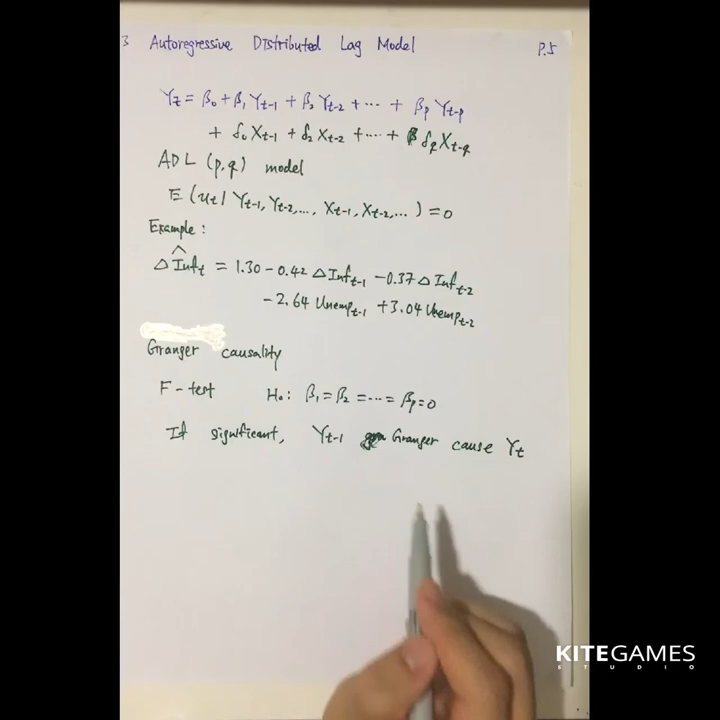 3 Autoregressive Distributed Lag Model P.5
Yt = β0 + β1 Yt-1 + β2 Yt-2 + ... + βp Yt-p
+ δ0 Xt-1 + δ2 Xt-2 + ... + δq Xt-q
ADL (p,q) model
E (ut | Yt-1, Yt-2, ..., Xt-1, Xt-2, ...) = 0
Example :
Δ Inf̂t = 1.30 - 0.42 Δ Inft-1 - 0.37 Δ Inft-2
- 2.64 Unempt-1 + 3.04 Unempt-2
Granger causality
F-test H0: β1 = β2 = ... = βp = 0
If significant, Yt-1 Granger cause Yt
KITEGAMES
STUDIO